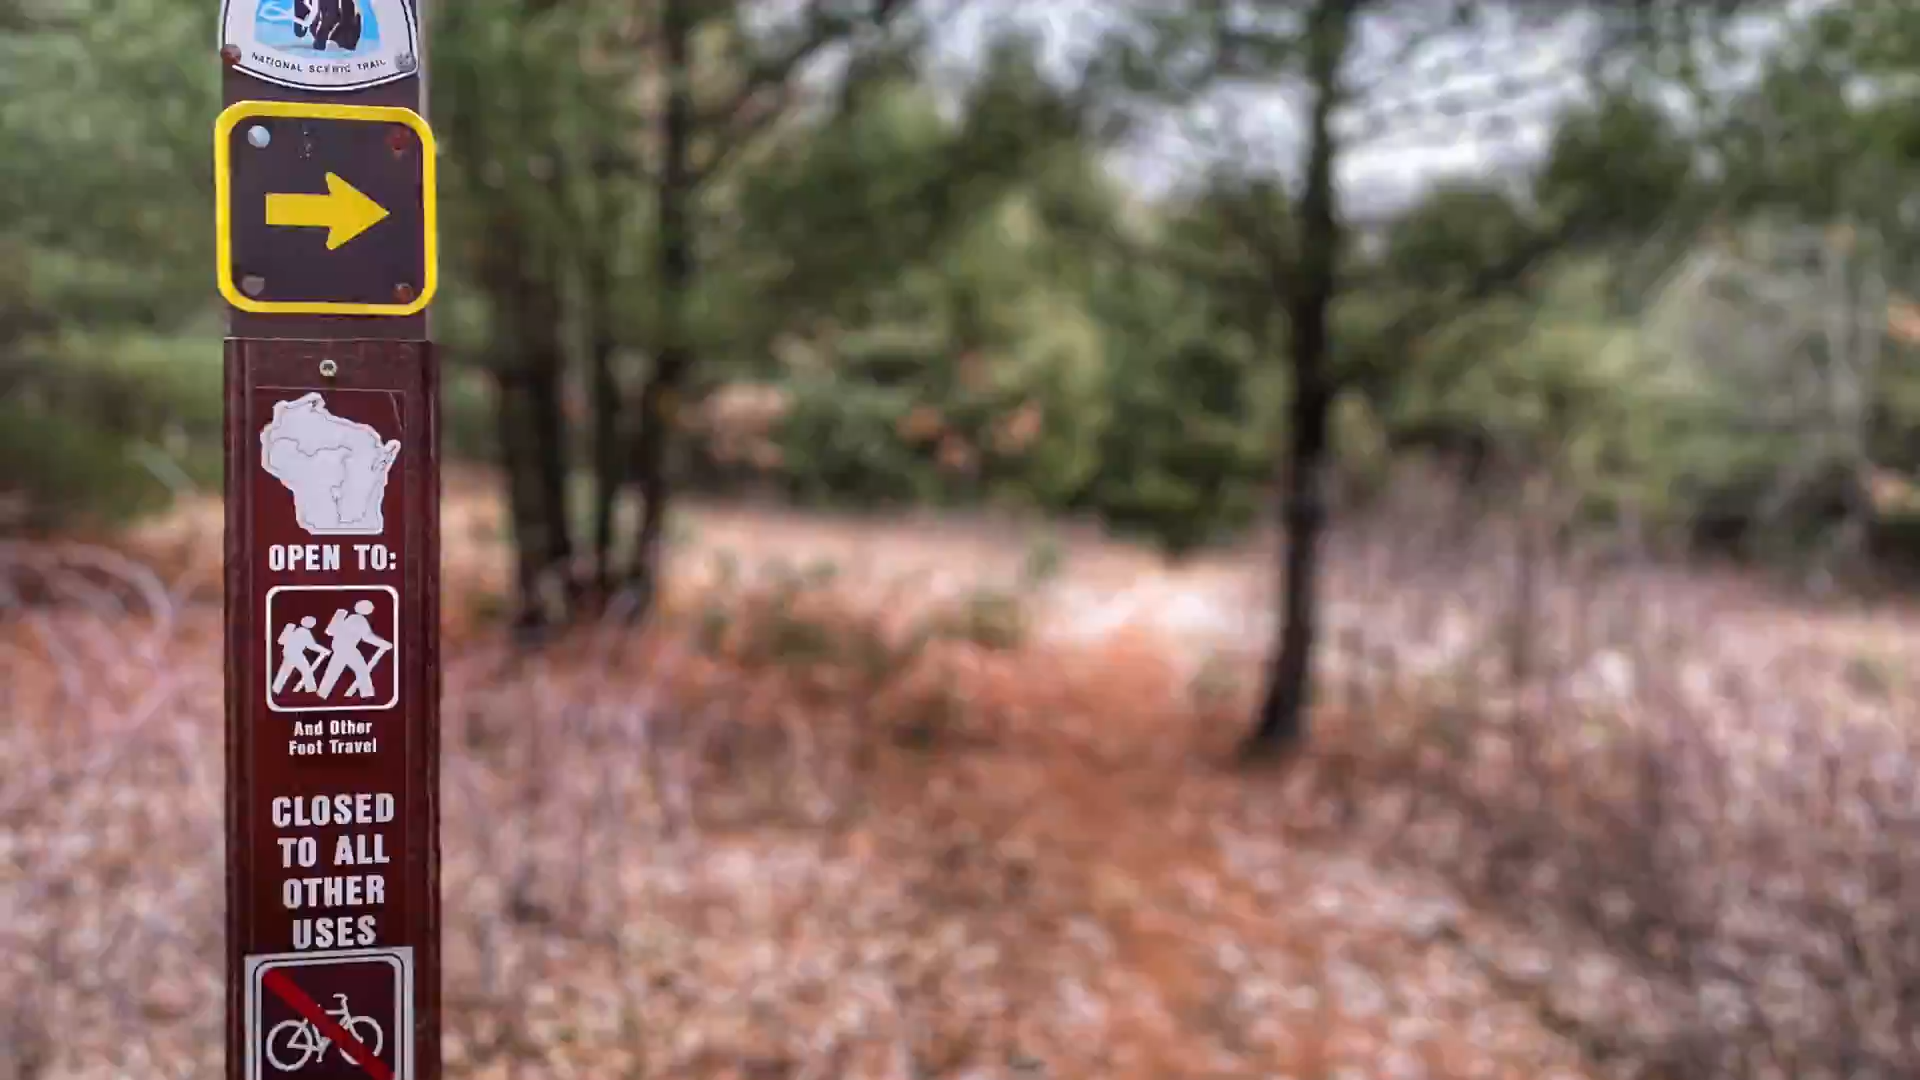 NATIONAL SCENIC TRAIL
OPEN TO:
And Other
Foot Travel
CLOSED
TO ALL
OTHER
USES